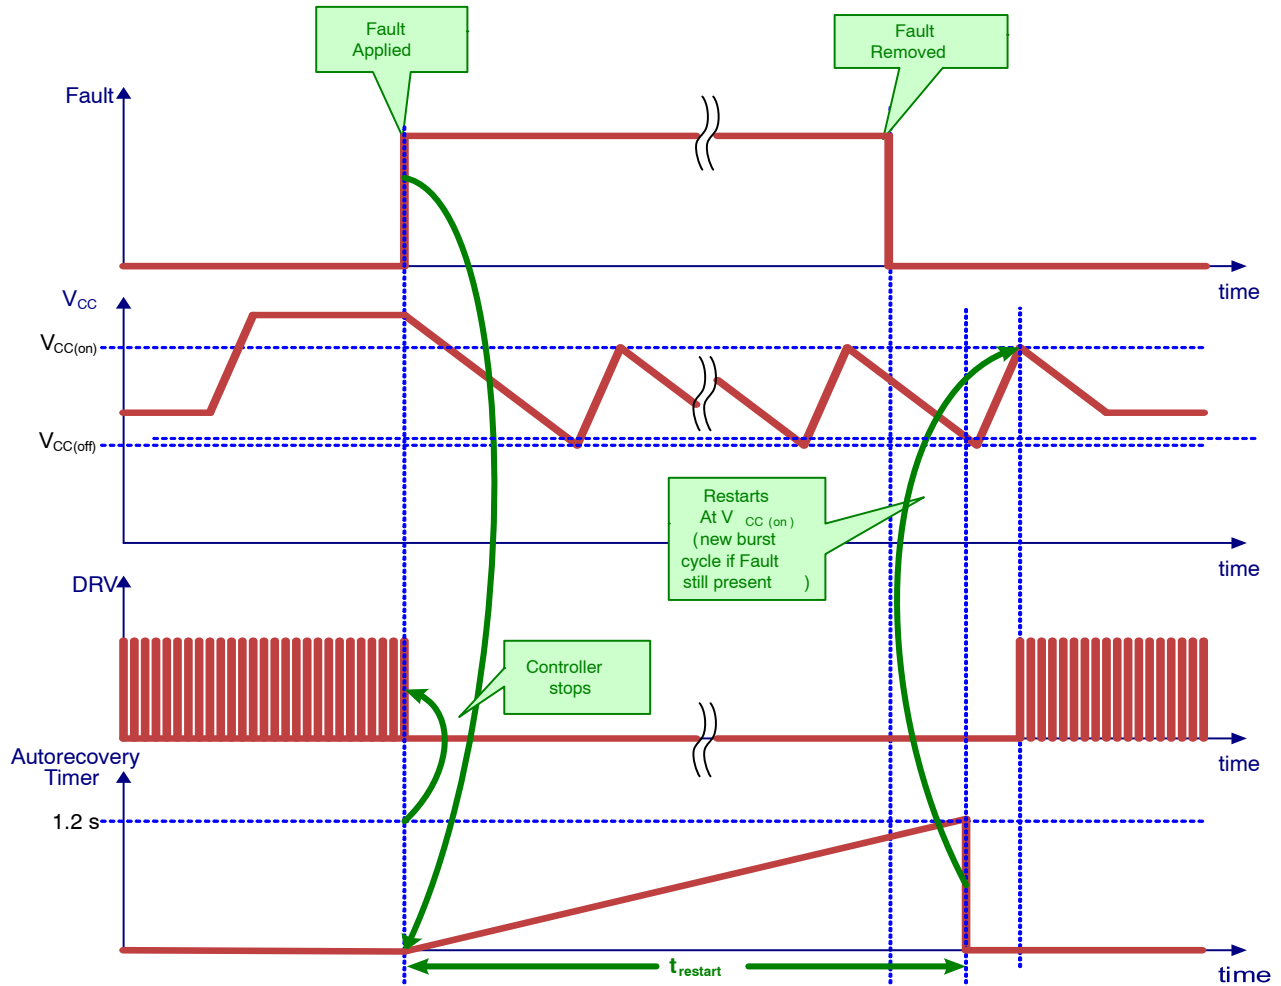 Fault
Applied
Fault
Removed
Fault
time
VCC
VCC(on)
VCC(off)
Restarts
At V CC (on)
(new burst
cycle if Fault
still present )
time
DRV
Controller
stops
time
Autorecovery
Timer
1.2 s
trestart
time